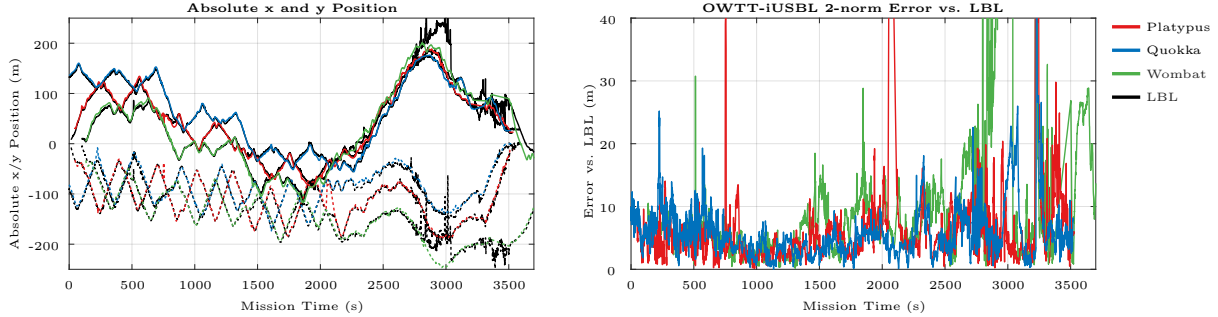 Absolute x and y Position
Absolute x/y Position (m)
200
100
0
-100
-200
0
500
1000
1500
2000
2500
3000
3500
Mission Time (s)
OWTT-iUSBL 2-norm Error vs. LBL
Error vs. LBL (m)
40
30
20
10
0
0
500
1000
1500
2000
2500
3000
3500
Mission Time (s)
Platypus
Quokka
Wombat
LBL